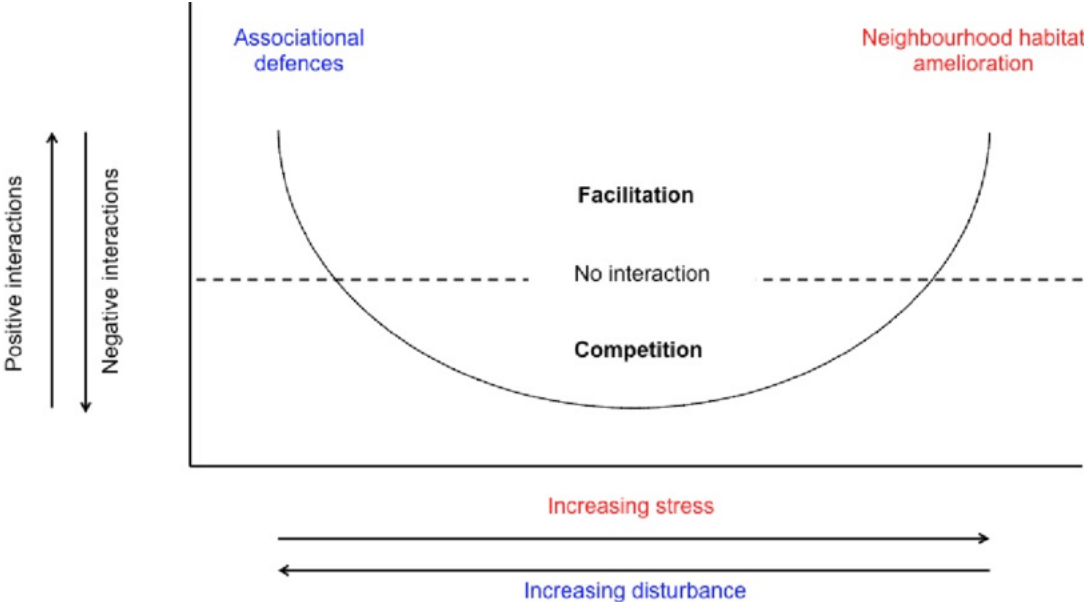 Associational
defences
Neighbourhood habitat
amelioration
Positive interactions
Negative interactions
Facilitation
No interaction
Competition
Increasing stress
Increasing disturbance